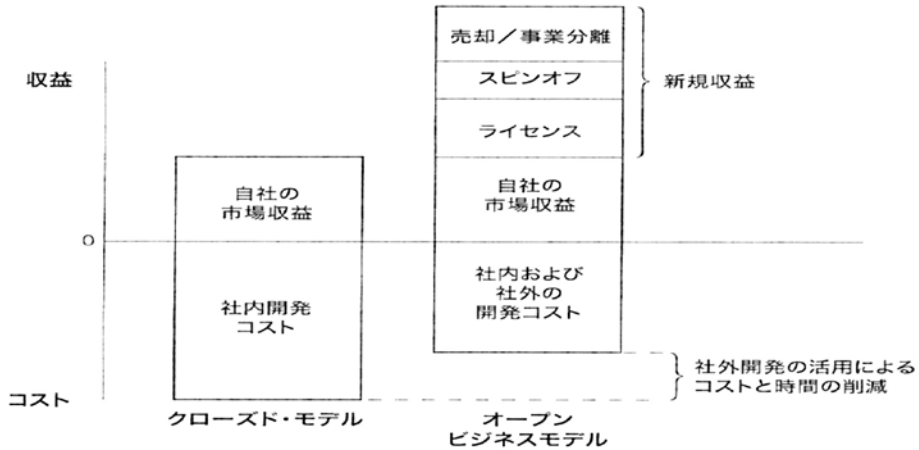 売却／事業分離
スピンオフ
ライセンス
新規収益
収益
自社の
市場収益
自社の
市場収益
0
社内開発
コスト
社内および
社外の
開発コスト
社外開発の活用による
コストと時間の削減
コスト
クローズド・モデル
オープン
ビジネスモデル